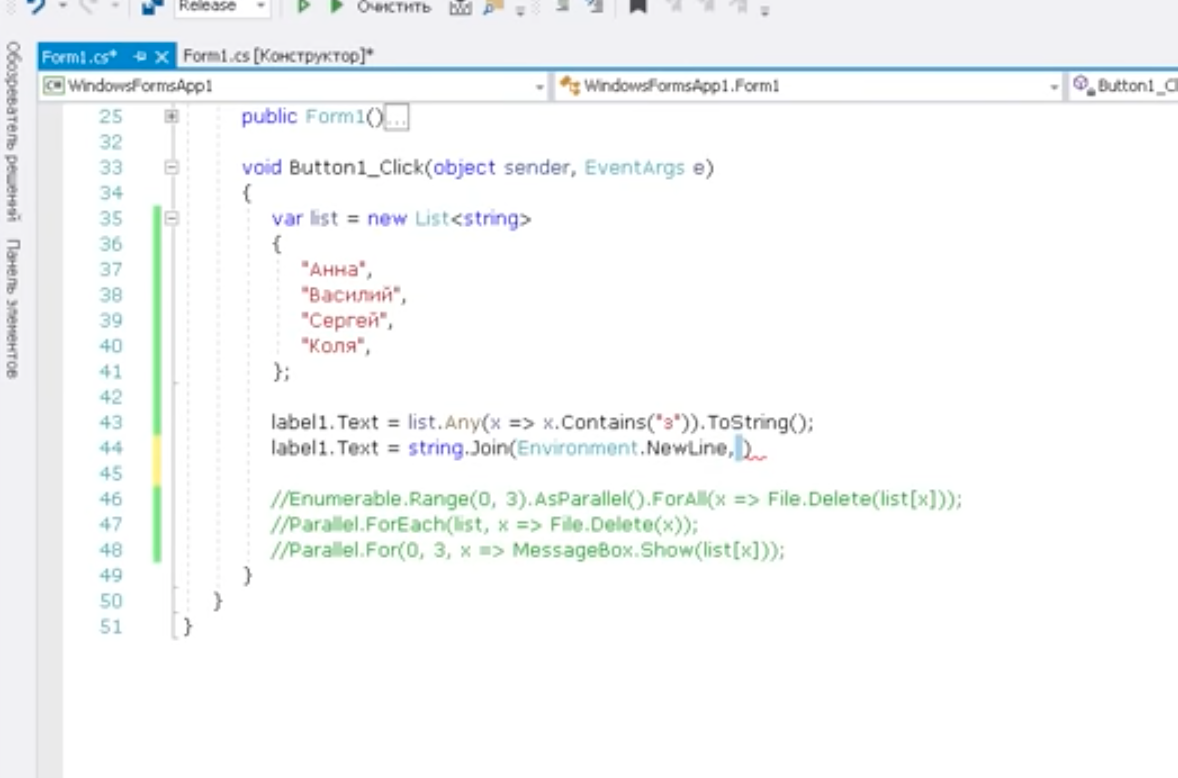 Release Очистить
Form1.cs* Form1.cs [Конструктор]*
WindowsFormsApp1 WindowsFormsApp1.Form1 Button1_Cl
Обозреватель решений Панель элементов
25 public Form1()...
32
33 void Button1_Click(object sender, EventArgs e)
34 {
35 var list = new List<string>
36 {
37 "Анна",
38 "Василий",
39 "Сергей",
40 "Коля",
41 };
42
43 label1.Text = list.Any(x => x.Contains("з")).ToString();
44 label1.Text = string.Join(Environment.NewLine, )
45
46 //Enumerable.Range(0, 3).AsParallel().ForAll(x => File.Delete(list[x]));
47 //Parallel.ForEach(list, x => File.Delete(x));
48 //Parallel.For(0, 3, x => MessageBox.Show(list[x]));
49 }
50 }
51 }